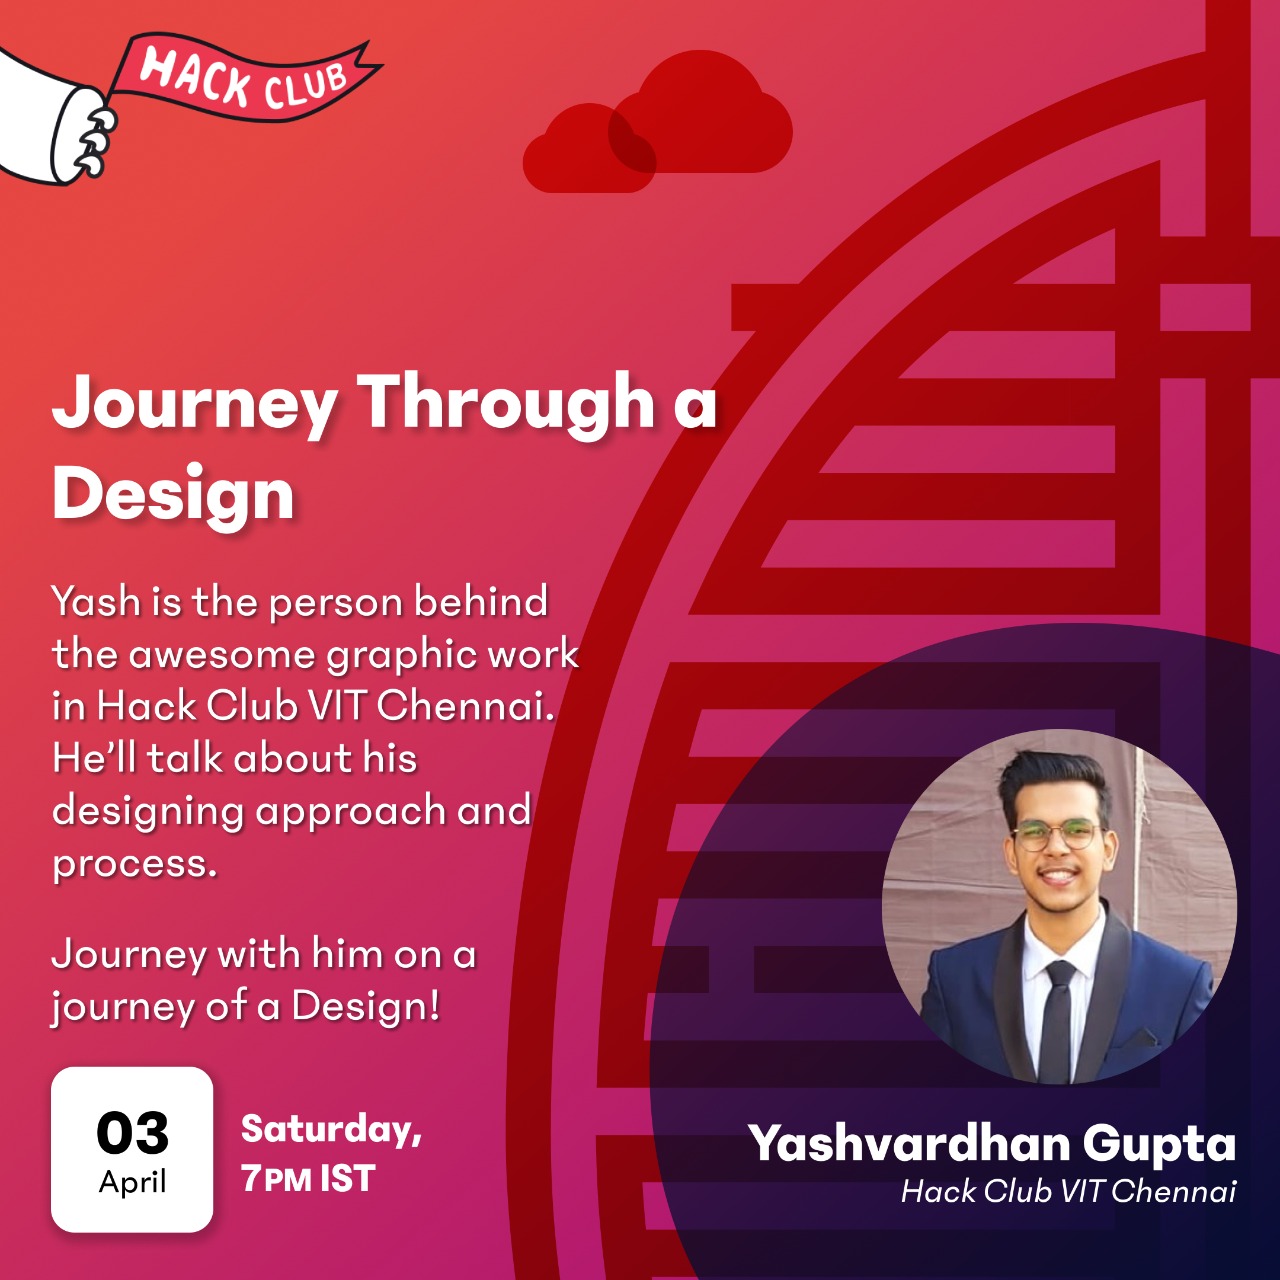 HACK CLUB
Journey Through a
Design
Yash is the person behind
the awesome graphic work
in Hack Club VIT Chennai.
He’ll talk about his
designing approach and
process.
Journey with him on a
journey of a Design!
03
April
Saturday,
7PM IST
Yashvardhan Gupta
Hack Club VIT Chennai